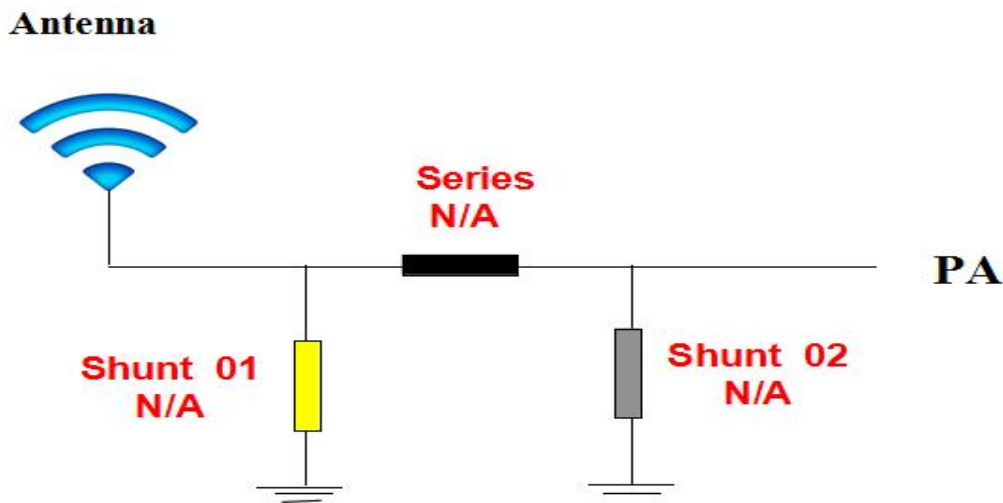 Antenna
Series
N/A
PA
Shunt 01
N/A
Shunt 02
N/A